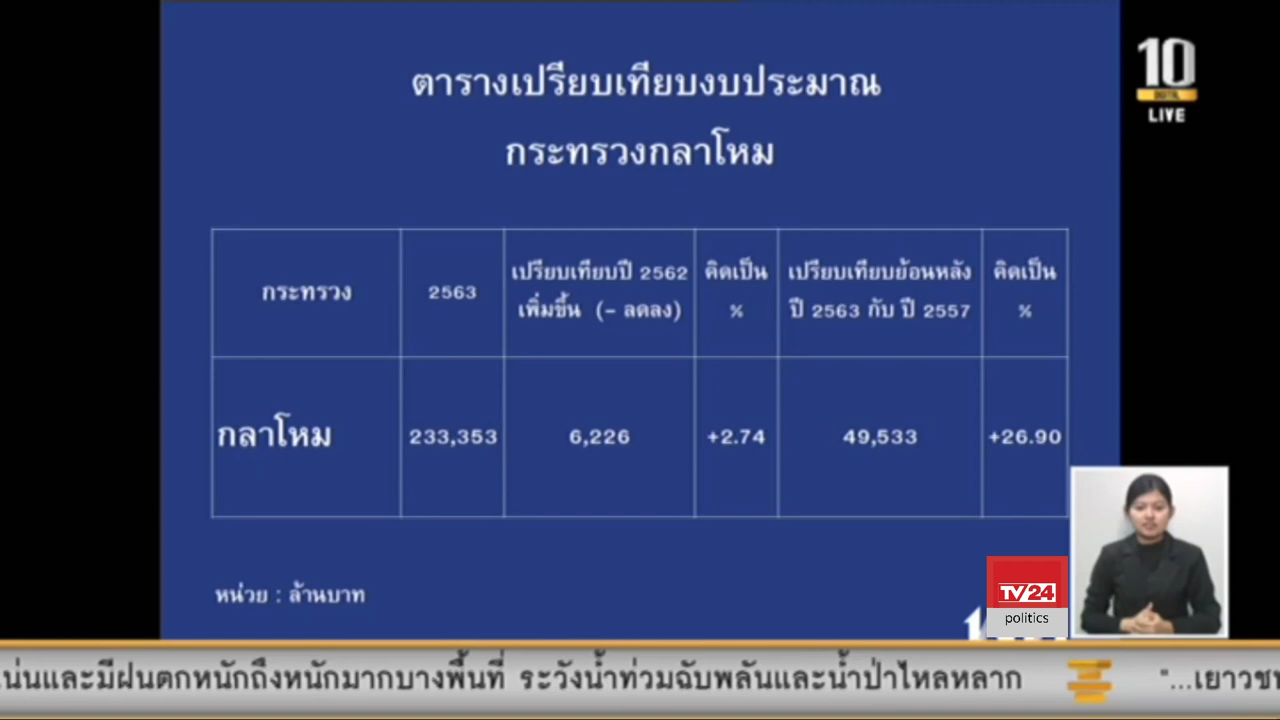 ตารางเปรียบเทียบงบประมาณ
กระทรวงกลาโหม
10
LIVE
กระทรวง
2563
เปรียบเทียบปี 2562
เพิ่มขึ้น (- ลดลง)
คิดเป็น
%
เปรียบเทียบย้อนหลัง
ปี 2563 กับ ปี 2557
คิดเป็น
%
กลาโหม
233,353
6,226
+2.74
49,533
+26.90
หน่วย : ล้านบาท
TV24
politics
และมีฝนตกหนักถึงหนักมากบางพื้นที่ ระวังน้ำท่วมฉับพลันและน้ำป่าไหลหลาก
"...เยาวช